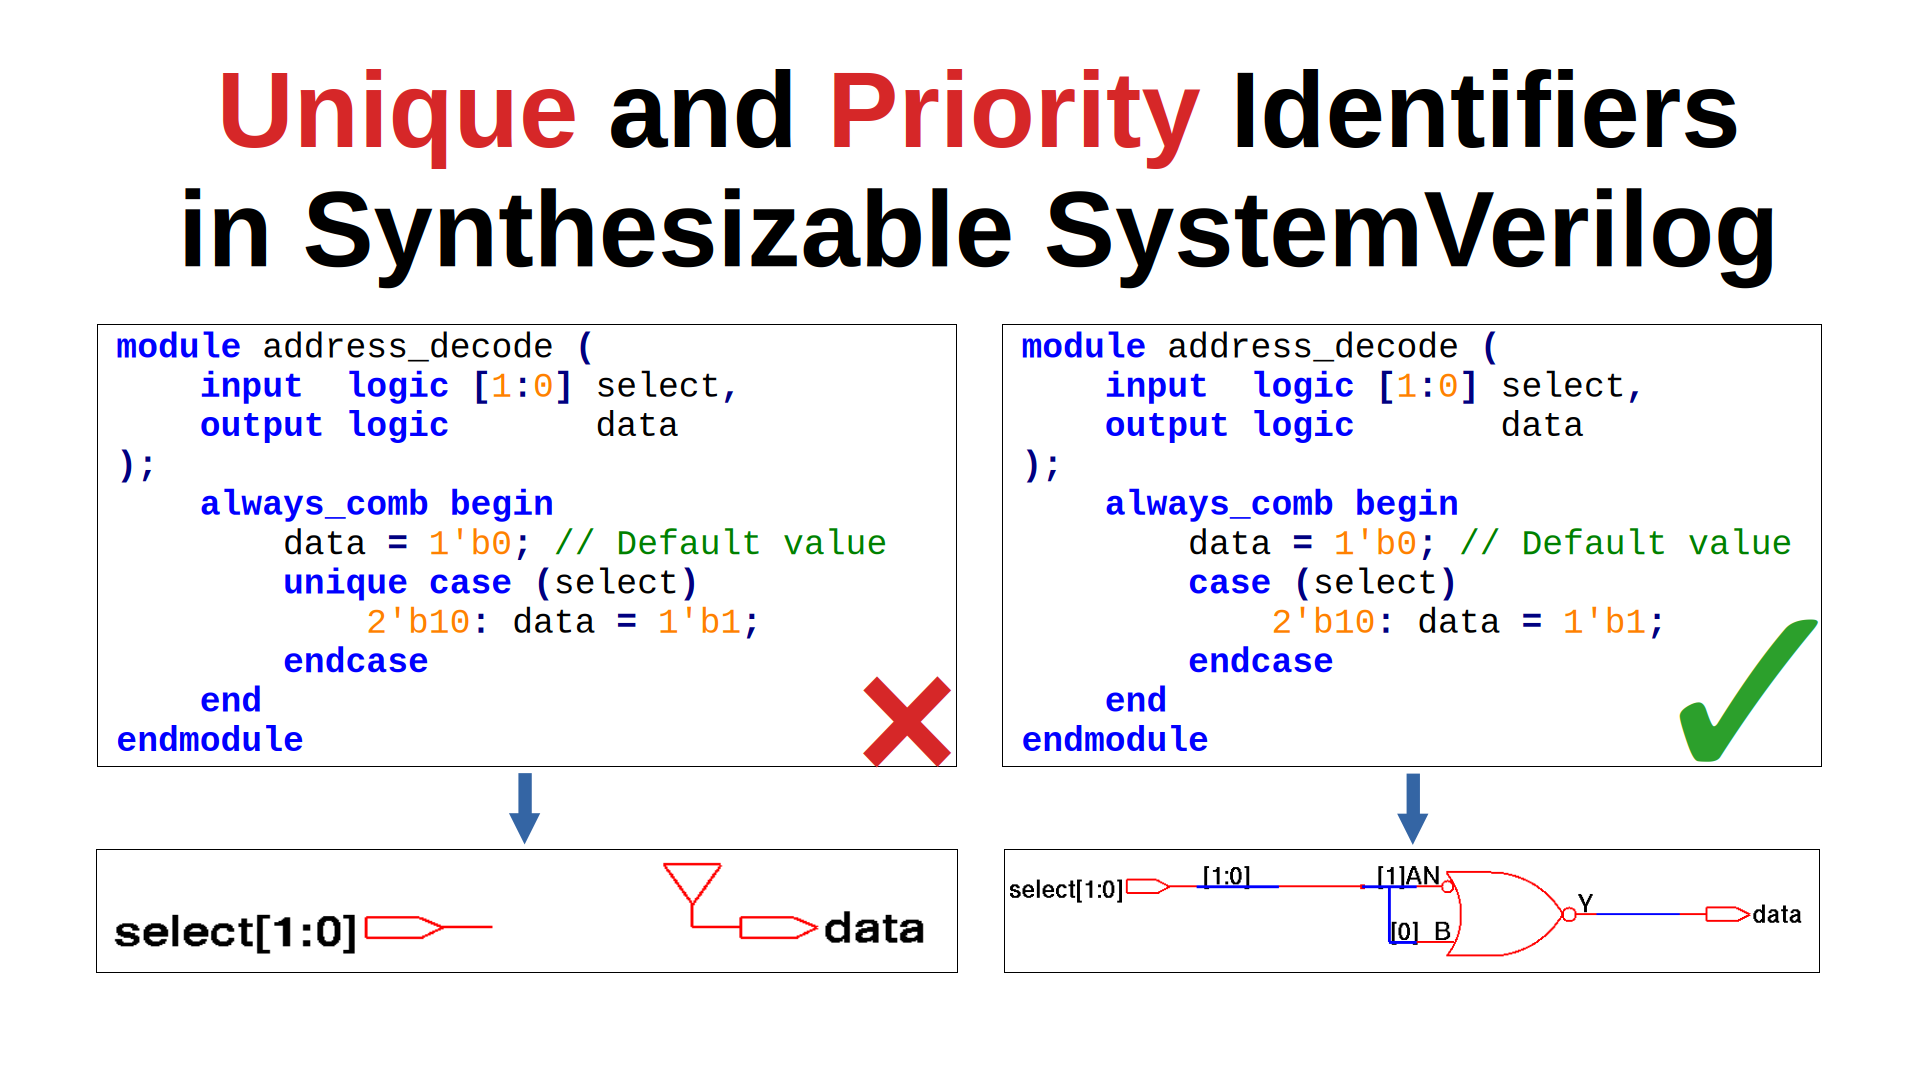 Unique and Priority Identifiers
in Synthesizable SystemVerilog
module address_decode (
    input  logic [1:0] select,
    output logic       data
);
    always_comb begin
        data = 1'b0; // Default value
        unique case (select)
            2'b10: data = 1'b1;
        endcase
    end
endmodule
module address_decode (
    input  logic [1:0] select,
    output logic       data
);
    always_comb begin
        data = 1'b0; // Default value
        case (select)
            2'b10: data = 1'b1;
        endcase
    end
endmodule
select[1:0] data
select[1:0] [1:0] [1]AN Y data
[0] B